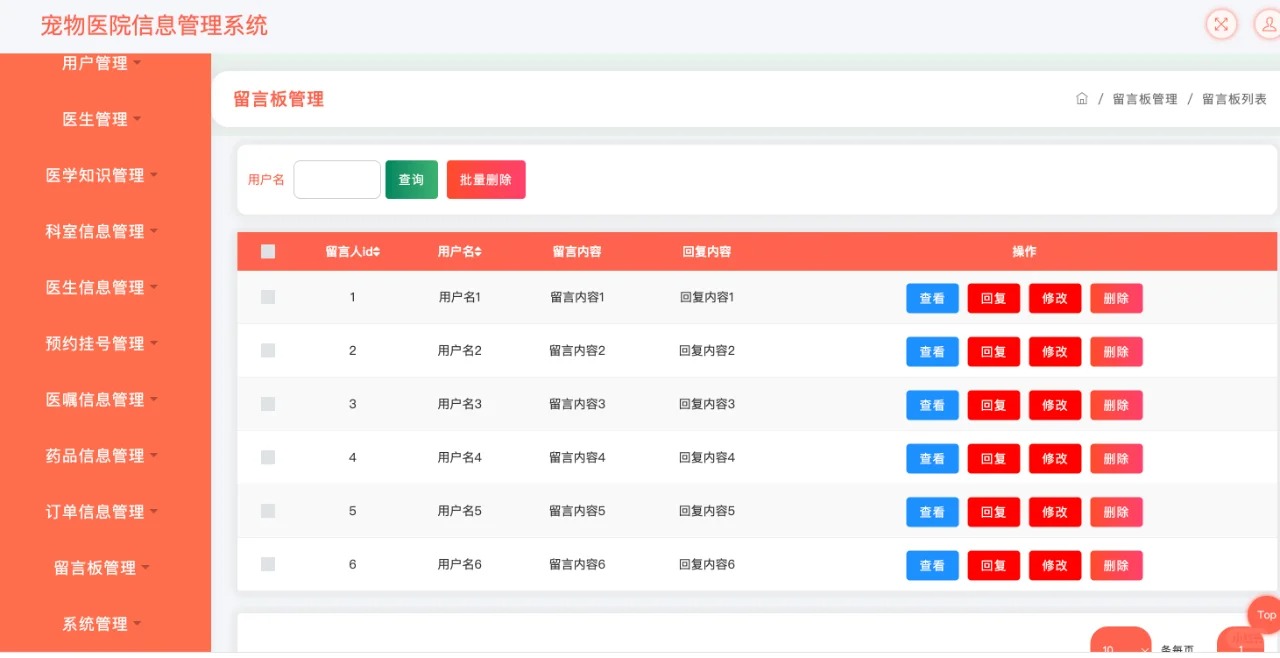 宠物医院信息管理系统
用户管理
医生管理
医学知识管理
科室信息管理
医生信息管理
预约挂号管理
医嘱信息管理
药品信息管理
订单信息管理
留言板管理
系统管理
留言板管理
/ 留言板管理 / 留言板列表
用户名 查询 批量删除
留言人id 用户名 留言内容 回复内容 操作
1 用户名1 留言内容1 回复内容1 查看 回复 修改 删除
2 用户名2 留言内容2 回复内容2 查看 回复 修改 删除
3 用户名3 留言内容3 回复内容3 查看 回复 修改 删除
4 用户名4 留言内容4 回复内容4 查看 回复 修改 删除
5 用户名5 留言内容5 回复内容5 查看 回复 修改 删除
6 用户名6 留言内容6 回复内容6 查看 回复 修改 删除
Top
10 条每页 1